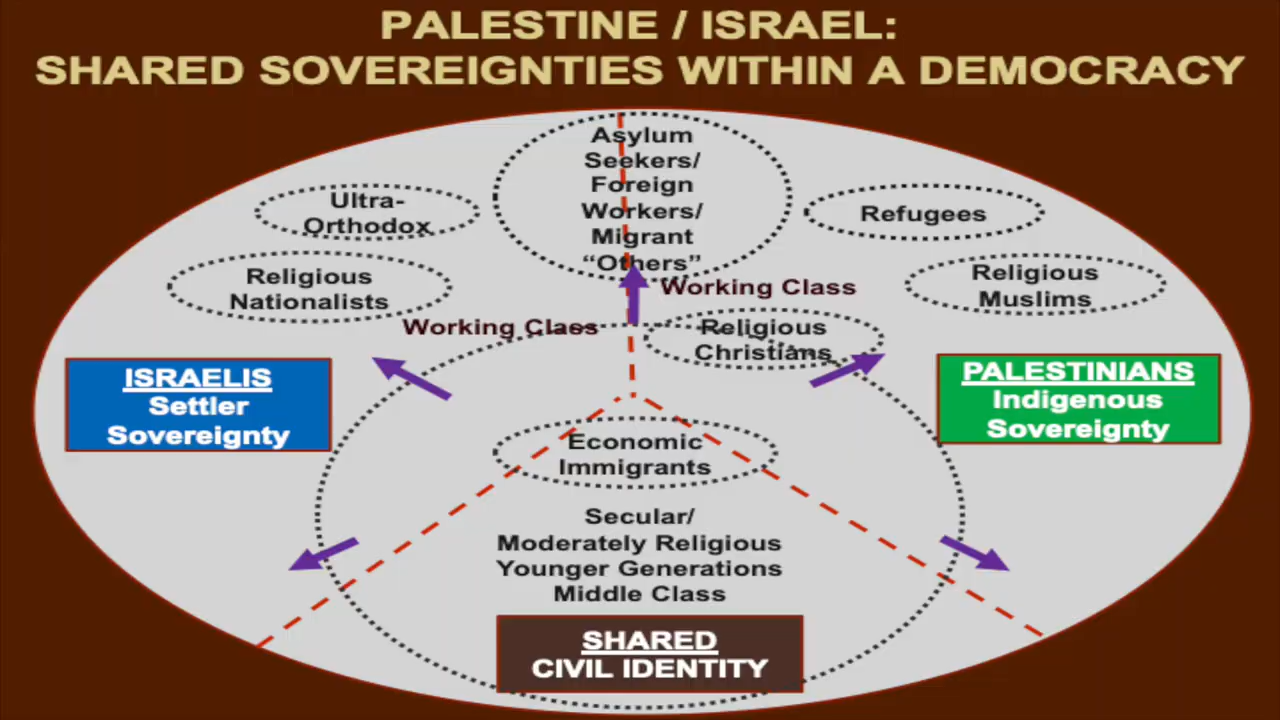 PALESTINE / ISRAEL:
SHARED SOVEREIGNTIES WITHIN A DEMOCRACY
Asylum
Seekers/
Foreign
Workers/
Migrant
“Others”
Ultra-
Orthodox
Refugees
Religious
Nationalists
Religious
Muslims
Working Class
Working Class
Religious
Christians
ISRAELIS
Settler
Sovereignty
PALESTINIANS
Indigenous
Sovereignty
Economic
Immigrants
Secular/
Moderately Religious
Younger Generations
Middle Class
SHARED
CIVIL IDENTITY